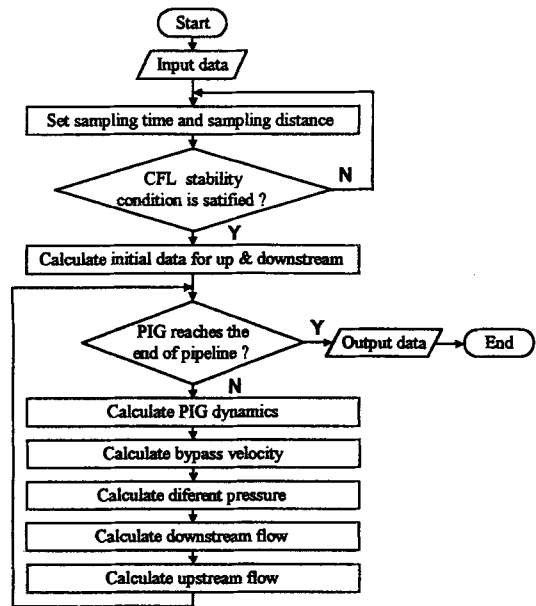 Start
Input data
Set sampling time and sampling distance
CFL stability
condition is satified ?
N
Y
Calculate initial data for up & downstream
PIG reaches the
end of pipeline ?
Y
Output data
End
N
Calculate PIG dynamics
Calculate bypass velocity
Calculate diferent pressure
Calculate downstream flow
Calculate upstream flow